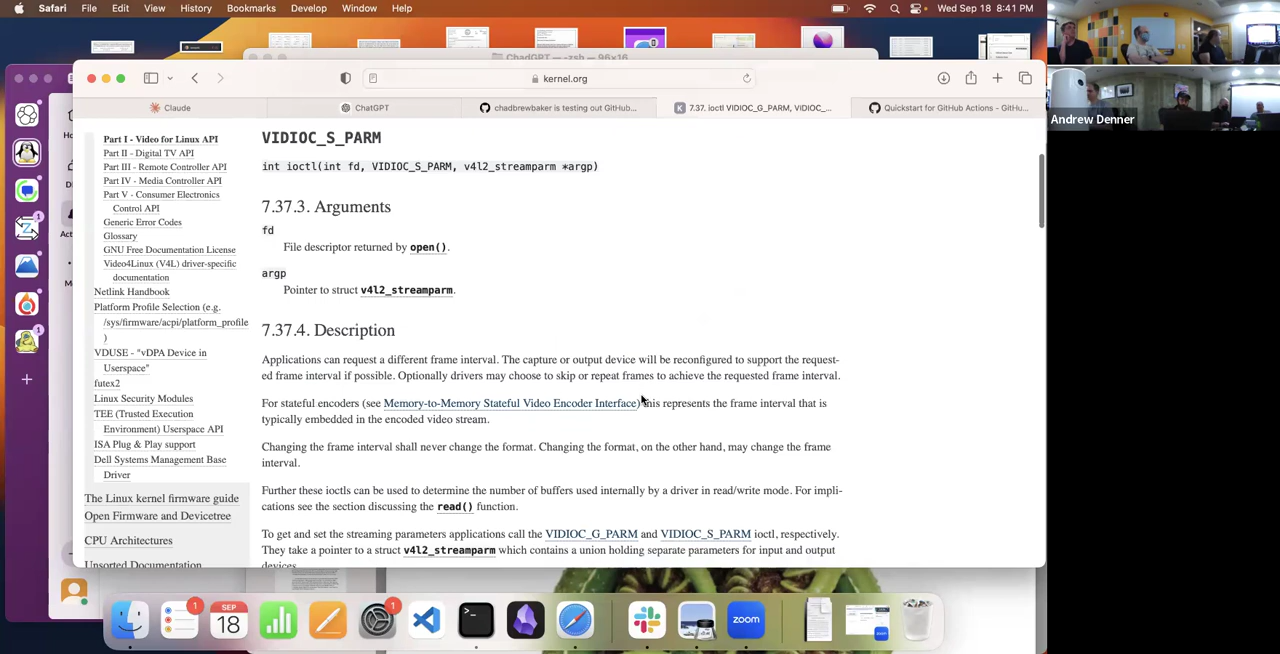 Safari File Edit View History Bookmarks Develop Window Help
Wed Sep 18 8:41 PM
ChadGPT — -zsh — 96x16
kernel.org
Claude
ChatGPT
chadbrewbaker is testing out GitHub...
7.37. ioctl VIDIOC_G_PARM, VIDIOC_...
Quickstart for GitHub Actions - GitHu...
Andrew Denner
Part I - Video for Linux API
Part II - Digital TV API
Part III - Remote Controller API
Part IV - Media Controller API
Part V - Consumer Electronics
Control API
Generic Error Codes
Glossary
GNU Free Documentation License
Video4Linux (V4L) driver-specific
documentation
Netlink Handbook
Platform Profile Selection (e.g.
/sys/firmware/acpi/platform_profile
)
VDUSE - "vDPA Device in
Userspace"
futex2
Linux Security Modules
TEE (Trusted Execution
Environment) Userspace API
ISA Plug & Play support
Dell Systems Management Base
Driver
The Linux kernel firmware guide
Open Firmware and Devicetree
CPU Architectures
Unsorted Documentation
VIDIOC_S_PARM
int ioctl(int fd, VIDIOC_S_PARM, v4l2_streamparm *argp)
7.37.3. Arguments
fd
File descriptor returned by open().
argp
Pointer to struct v4l2_streamparm.
7.37.4. Description
Applications can request a different frame interval. The capture or output device will be reconfigured to support the request-
ed frame interval if possible. Optionally drivers may choose to skip or repeat frames to achieve the requested frame interval.
For stateful encoders (see Memory-to-Memory Stateful Video Encoder Interface) this represents the frame interval that is
typically embedded in the encoded video stream.
Changing the frame interval shall never change the format. Changing the format, on the other hand, may change the frame
interval.
Further these ioctls can be used to determine the number of buffers used internally by a driver in read/write mode. For impli-
cations see the section discussing the read() function.
To get and set the streaming parameters applications call the VIDIOC_G_PARM and VIDIOC_S_PARM ioctl, respectively.
They take a pointer to a struct v4l2_streamparm which contains a union holding separate parameters for input and output
devices.
1
SEP
18
1
zoom